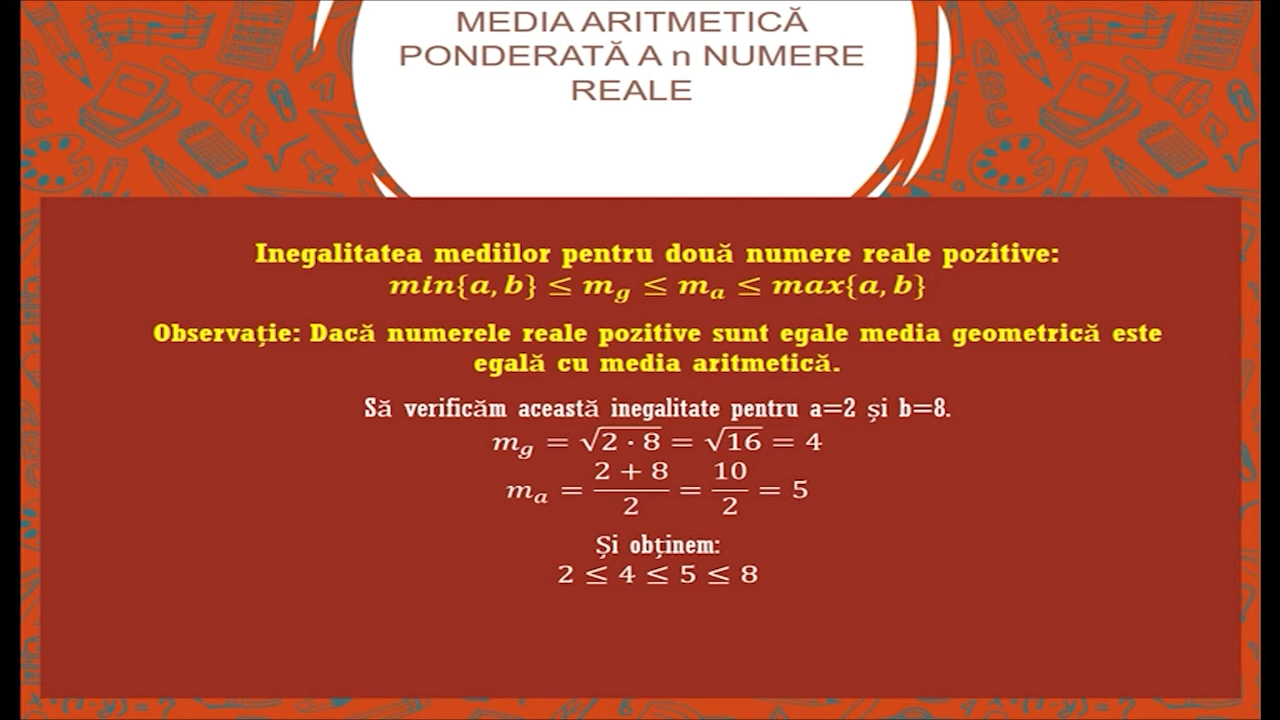 MEDIA ARITMETICĂ
PONDERATĂ A n NUMERE
REALE
Inegalitatea mediilor pentru două numere reale pozitive:
min{a, b} ≤ m_g ≤ m_a ≤ max{a, b}
Observație: Dacă numerele reale pozitive sunt egale media geometrică este
egală cu media aritmetică.
Să verificăm această inegalitate pentru a=2 și b=8.
m_g = √(2 · 8) = √16 = 4
m_a = (2 + 8)/2 = 10/2 = 5
Și obținem:
2 ≤ 4 ≤ 5 ≤ 8